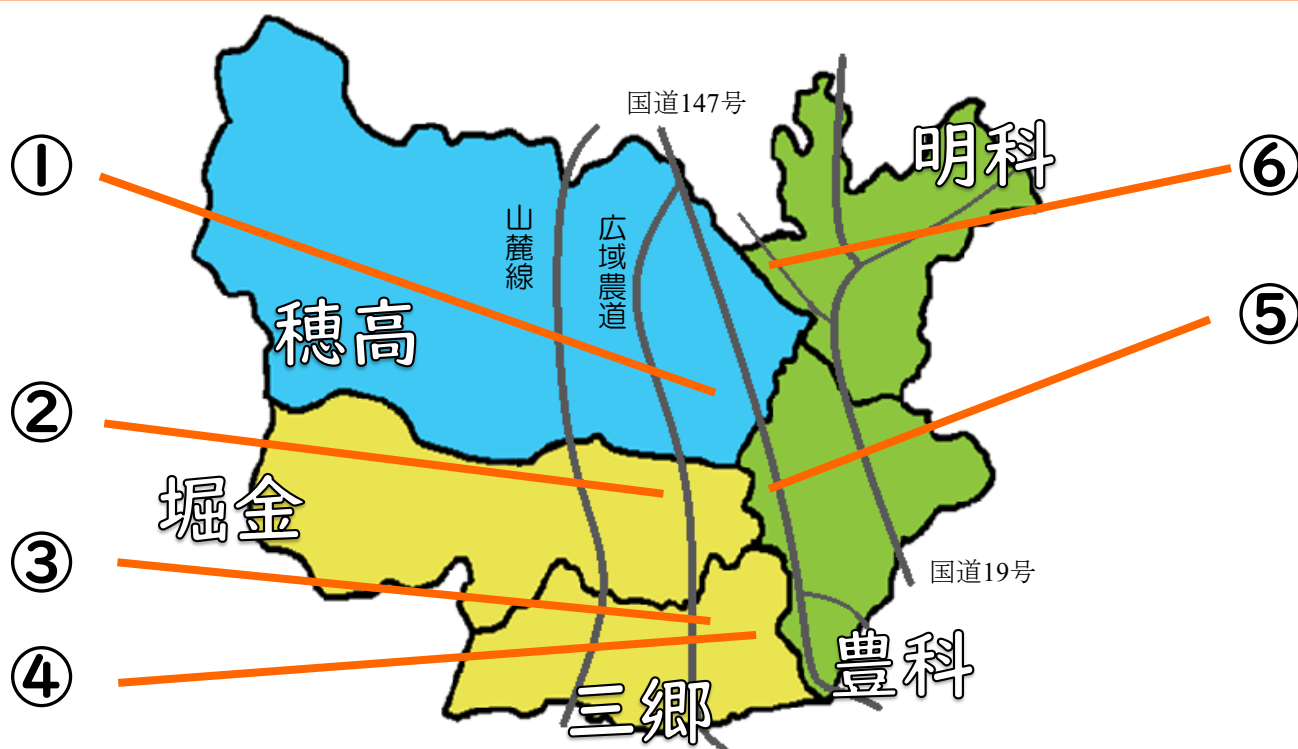 国道147号
明科
①
⑥
山麓線
広域農道
穂高
⑤
②
堀金
③
国道19号
④
豊科
三郷